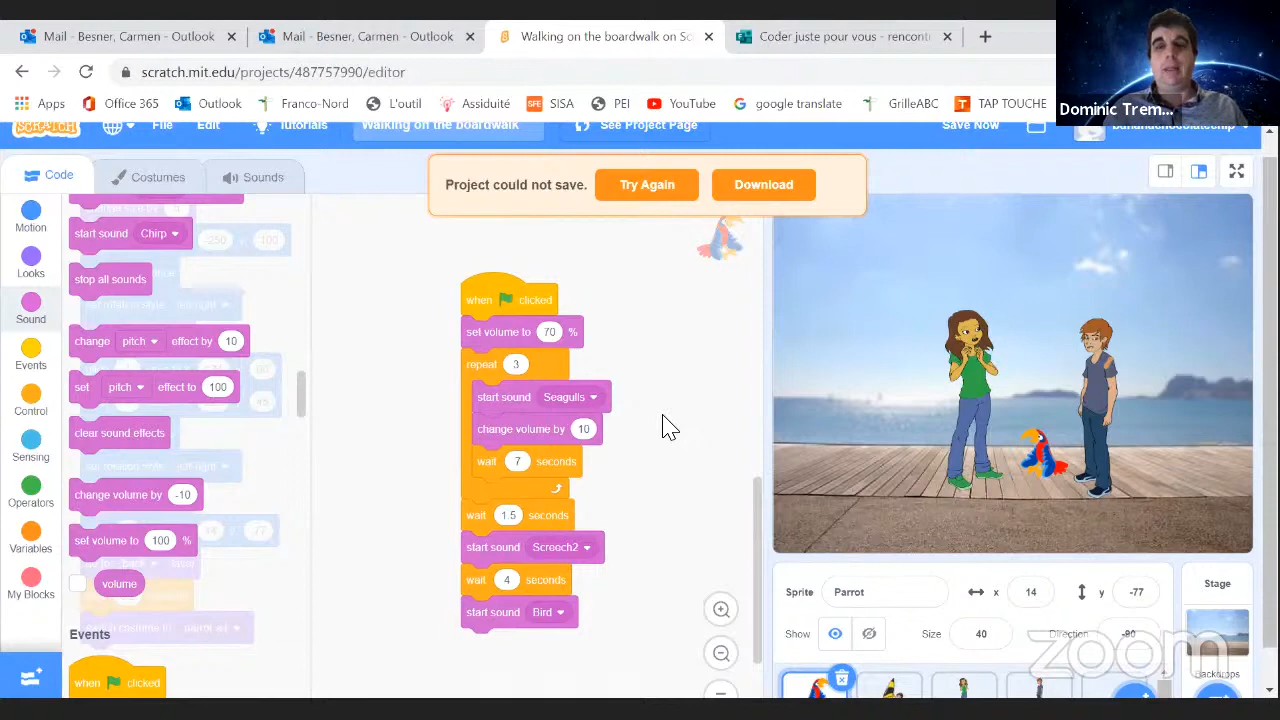 Mail - Besner, Carmen - Outlook
Mail - Besner, Carmen - Outlook
Walking on the boardwalk on Sc
Coder juste pour vous - rencont
scratch.mit.edu/projects/487757990/editor
Apps
Office 365
Outlook
Franco-Nord
L'outil
Assiduité
SFE SISA
PEI
YouTube
google translate
GrilleABC
T TAP TOUCHE
Dominic Trem...
SCRATCH
File
Edit
Tutorials
Walking on the boardwalk
See Project Page
Save Now
bananachocolatechip
Code
Costumes
Sounds
Project could not save.
Try Again
Download
Motion
Looks
Sound
Events
Control
Sensing
Operators
Variables
My Blocks
start sound Chirp
-250
100
stop all sounds
change pitch effect by 10
set pitch effect to 100
clear sound effects
change volume by -10
set volume to 100 %
volume
Events
when clicked
when clicked
set volume to 70 %
repeat 3
start sound Seagulls
change volume by 10
wait 7 seconds
wait 1.5 seconds
start sound Screech2
wait 4 seconds
start sound Bird
Sprite Parrot x 14 y -77
Show Size 40 Direction -90
Stage
Backdrops
zoom